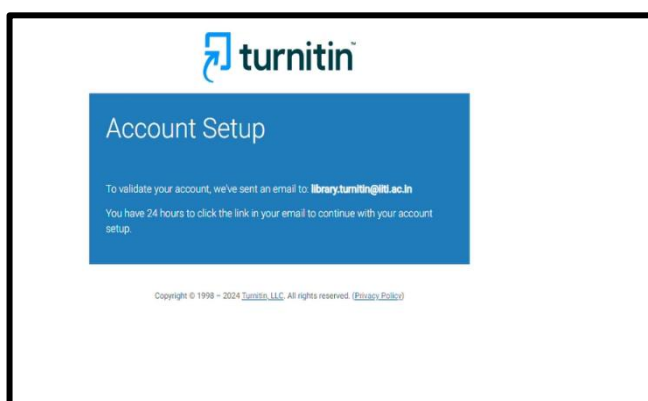 turnitin™
Account Setup
To validate your account, we've sent an email to: library.turnitin@iiti.ac.in
You have 24 hours to click the link in your email to continue with your account
setup.
Copyright © 1998 – 2024 Turnitin, LLC. All rights reserved. (Privacy Policy)